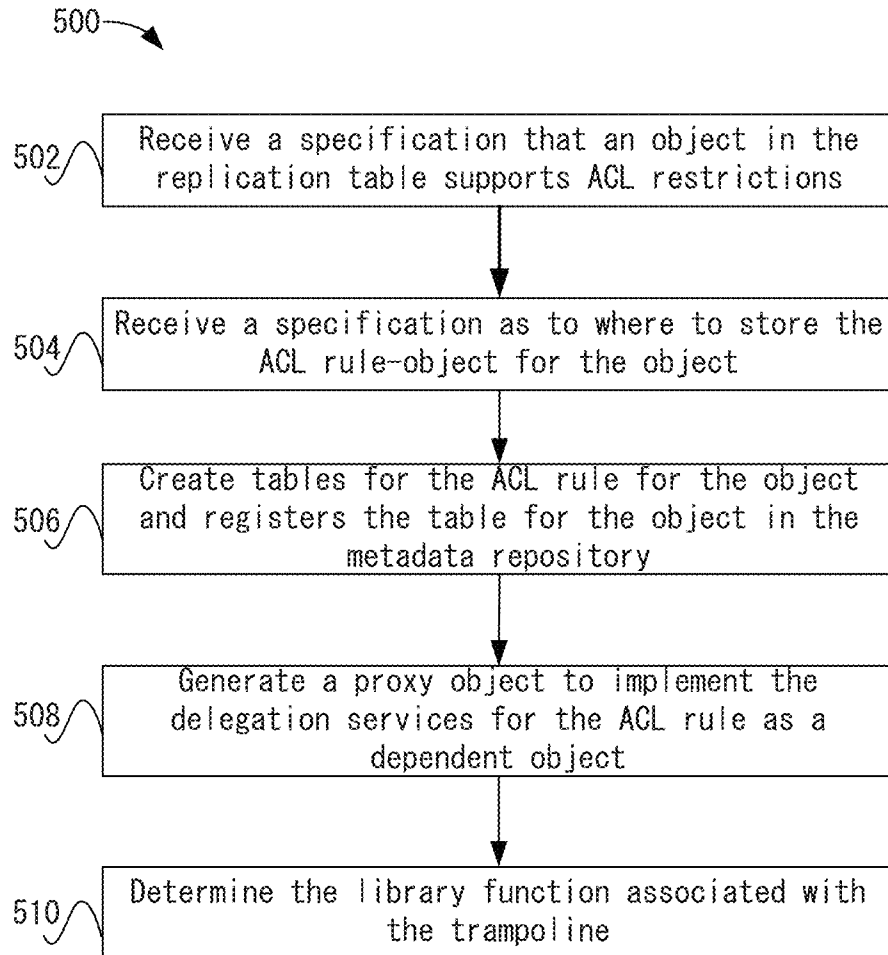 500
502
Receive a specification that an object in the
replication table supports ACL restrictions
504
Receive a specification as to where to store the
ACL rule-object for the object
506
Create tables for the ACL rule for the object
and registers the table for the object in the
metadata repository
508
Generate a proxy object to implement the
delegation services for the ACL rule as a
dependent object
510
Determine the library function associated with
the trampoline